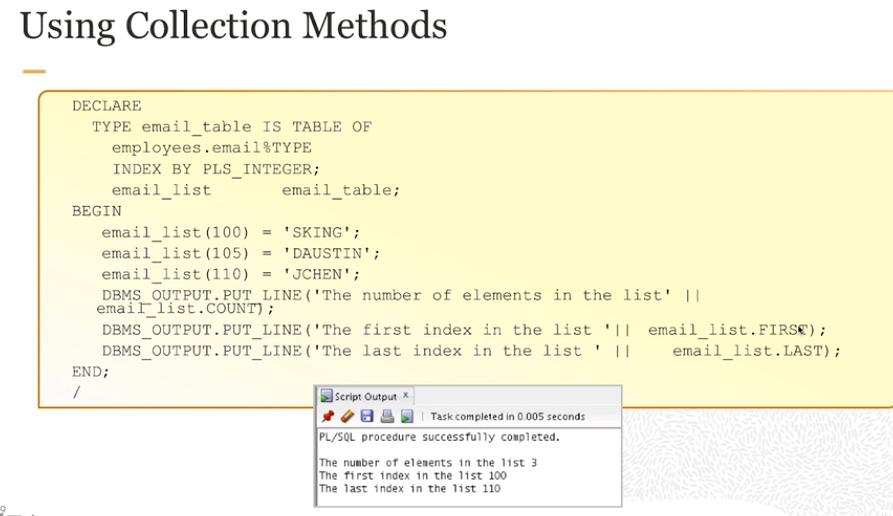 Using Collection Methods
DECLARE
TYPE email_table IS TABLE OF
employees.email%TYPE
INDEX BY PLS_INTEGER;
email_list email_table;
BEGIN
email_list(100) = 'SKING';
email_list(105) = 'DAUSTIN';
email_list(110) = 'JCHEN';
DBMS_OUTPUT.PUT_LINE('The number of elements in the list' ||
email_list.COUNT);
DBMS_OUTPUT.PUT_LINE('The first index in the list '|| email_list.FIRST);
DBMS_OUTPUT.PUT_LINE('The last index in the list ' || email_list.LAST);
END;
/
Script Output x
Task completed in 0.005 seconds
PL/SQL procedure successfully completed.
The number of elements in the list 3
The first index in the list 100
The last index in the list 110